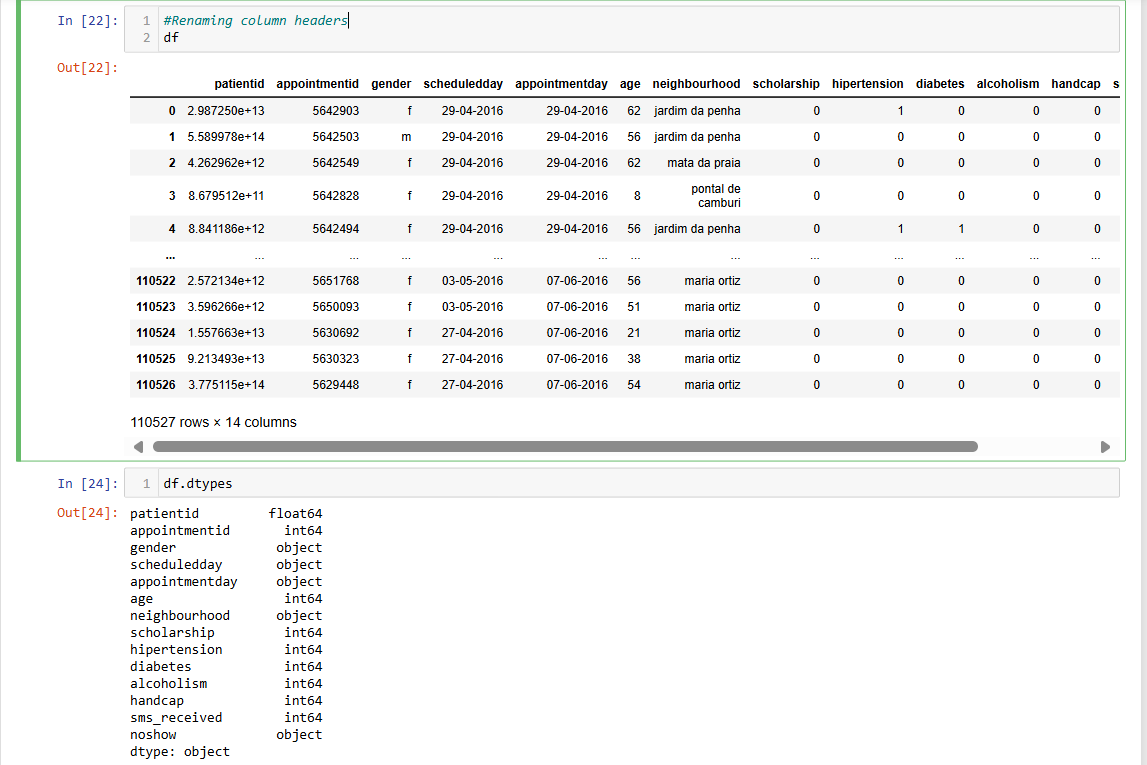 In [22]: 1 #Renaming column headers
2 df
Out[22]:
patientid appointmentid gender scheduledday appointmentday age neighbourhood scholarship hipertension diabetes alcoholism handcap s
0 2.987250e+13 5642903 f 29-04-2016 29-04-2016 62 jardim da penha 0 1 0 0 0
1 5.589978e+14 5642503 m 29-04-2016 29-04-2016 56 jardim da penha 0 0 0 0 0
2 4.262962e+12 5642549 f 29-04-2016 29-04-2016 62 mata da praia 0 0 0 0 0
3 8.679512e+11 5642828 f 29-04-2016 29-04-2016 8 pontal de camburi 0 0 0 0 0
4 8.841186e+12 5642494 f 29-04-2016 29-04-2016 56 jardim da penha 0 1 1 0 0
... ... ... ... ... ... ... ... ... ... ... ... ...
110522 2.572134e+12 5651768 f 03-05-2016 07-06-2016 56 maria ortiz 0 0 0 0 0
110523 3.596266e+12 5650093 f 03-05-2016 07-06-2016 51 maria ortiz 0 0 0 0 0
110524 1.557663e+13 5630692 f 27-04-2016 07-06-2016 21 maria ortiz 0 0 0 0 0
110525 9.213493e+13 5630323 f 27-04-2016 07-06-2016 38 maria ortiz 0 0 0 0 0
110526 3.775115e+14 5629448 f 27-04-2016 07-06-2016 54 maria ortiz 0 0 0 0 0
110527 rows × 14 columns
In [24]: 1 df.dtypes
Out[24]: patientid float64
appointmentid int64
gender object
scheduledday object
appointmentday object
age int64
neighbourhood object
scholarship int64
hipertension int64
diabetes int64
alcoholism int64
handcap int64
sms_received int64
noshow object
dtype: object